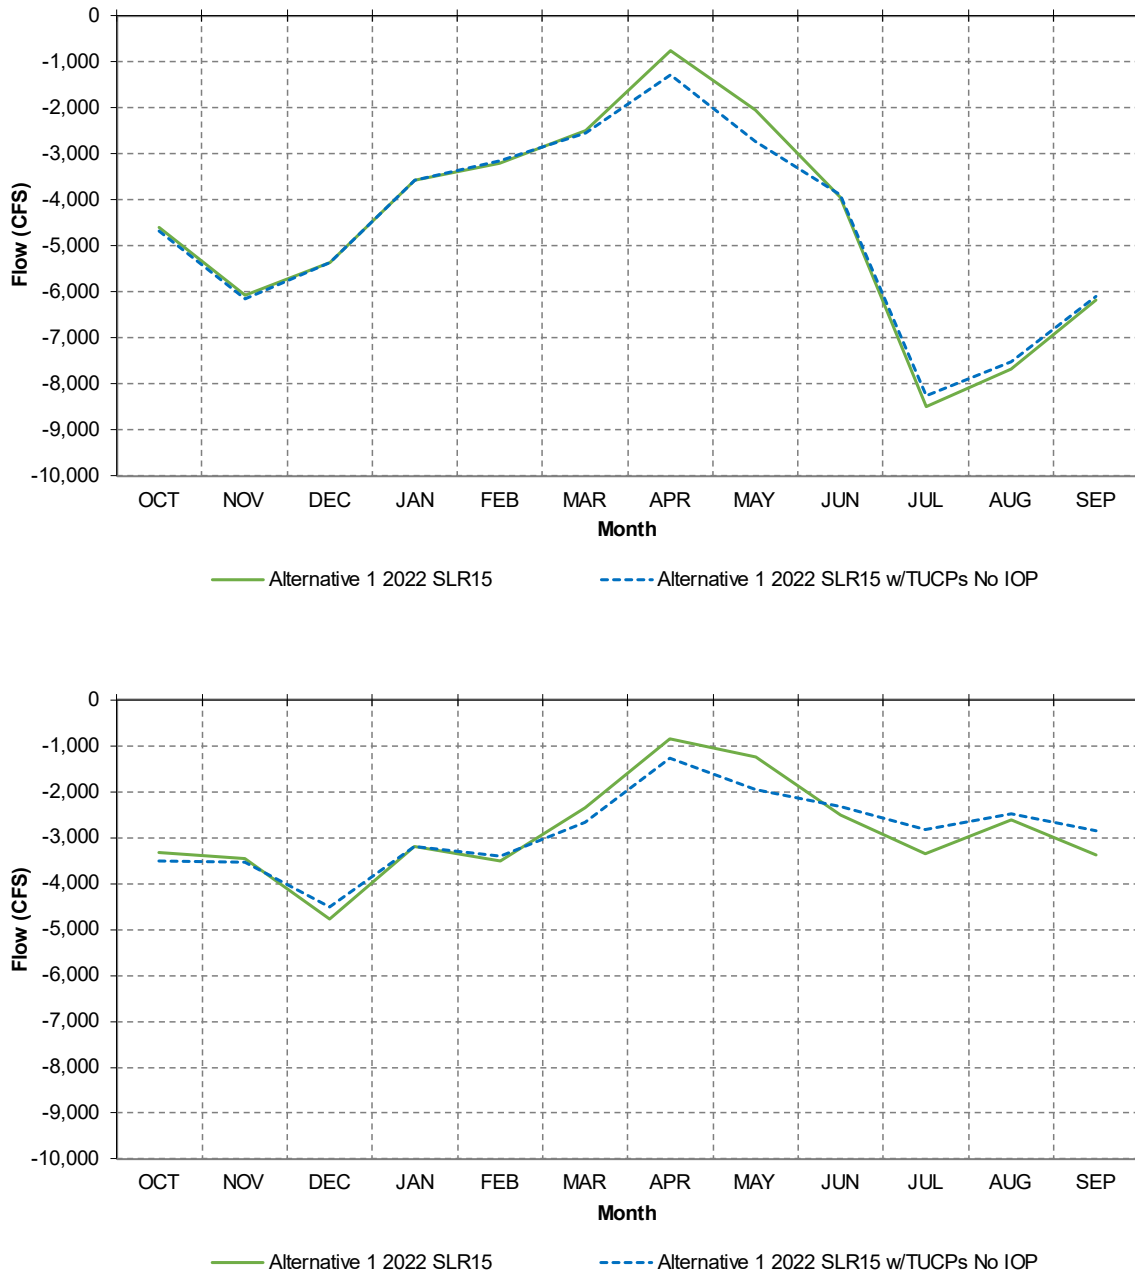 0
-1,000
-2,000
-3,000
-4,000
-5,000
-6,000
-7,000
-8,000
-9,000
-10,000
Flow (CFS)
OCT NOV DEC JAN FEB MAR APR MAY JUN JUL AUG SEP
Month
Alternative 1 2022 SLR15 Alternative 1 2022 SLR15 w/TUCPs No IOP
0
-1,000
-2,000
-3,000
-4,000
-5,000
-6,000
-7,000
-8,000
-9,000
-10,000
Flow (CFS)
OCT NOV DEC JAN FEB MAR APR MAY JUN JUL AUG SEP
Month
Alternative 1 2022 SLR15 Alternative 1 2022 SLR15 w/TUCPs No IOP